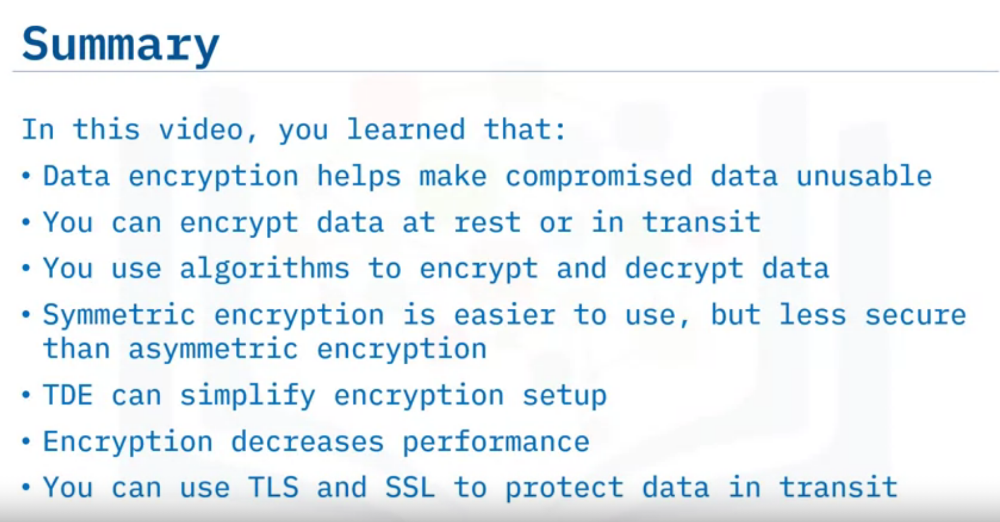 Summary
In this video, you learned that:
• Data encryption helps make compromised data unusable
• You can encrypt data at rest or in transit
• You use algorithms to encrypt and decrypt data
• Symmetric encryption is easier to use, but less secure
than asymmetric encryption
• TDE can simplify encryption setup
• Encryption decreases performance
• You can use TLS and SSL to protect data in transit